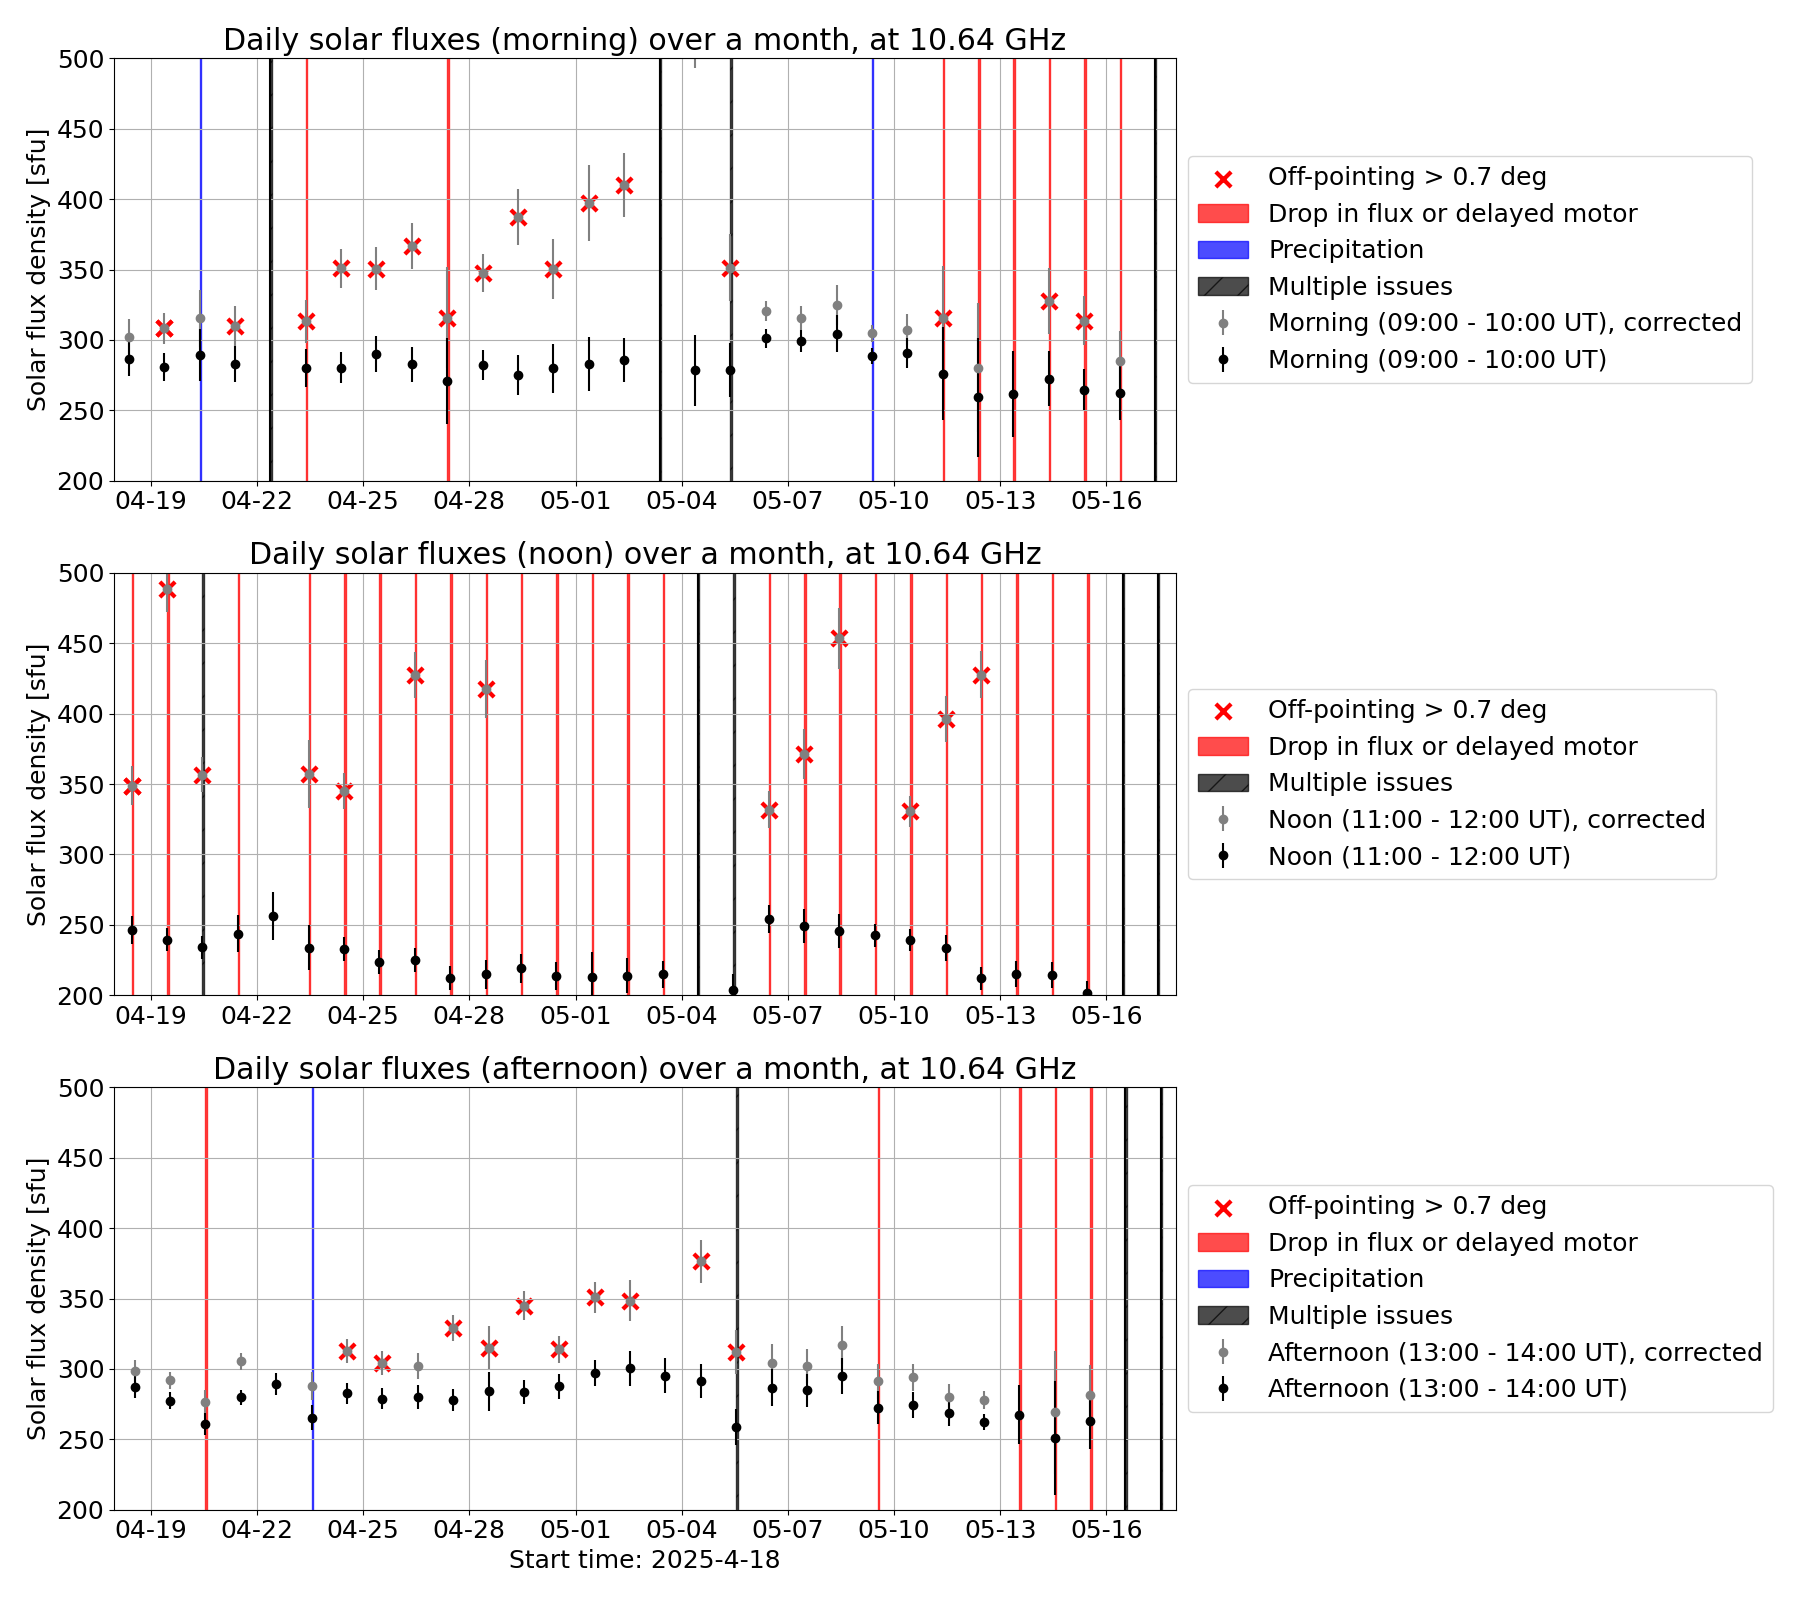 Daily solar fluxes (morning) over a month, at 10.64 GHz
Solar flux density [sfu]
500
450
400
350
300
250
200
04-19 04-22 04-25 04-28 05-01 05-04 05-07 05-10 05-13 05-16
Off-pointing > 0.7 deg
Drop in flux or delayed motor
Precipitation
Multiple issues
Morning (09:00 - 10:00 UT), corrected
Morning (09:00 - 10:00 UT)
Daily solar fluxes (noon) over a month, at 10.64 GHz
Solar flux density [sfu]
500
450
400
350
300
250
200
04-19 04-22 04-25 04-28 05-01 05-04 05-07 05-10 05-13 05-16
Off-pointing > 0.7 deg
Drop in flux or delayed motor
Multiple issues
Noon (11:00 - 12:00 UT), corrected
Noon (11:00 - 12:00 UT)
Daily solar fluxes (afternoon) over a month, at 10.64 GHz
Solar flux density [sfu]
500
450
400
350
300
250
200
04-19 04-22 04-25 04-28 05-01 05-04 05-07 05-10 05-13 05-16
Start time: 2025-4-18
Off-pointing > 0.7 deg
Drop in flux or delayed motor
Precipitation
Multiple issues
Afternoon (13:00 - 14:00 UT), corrected
Afternoon (13:00 - 14:00 UT)